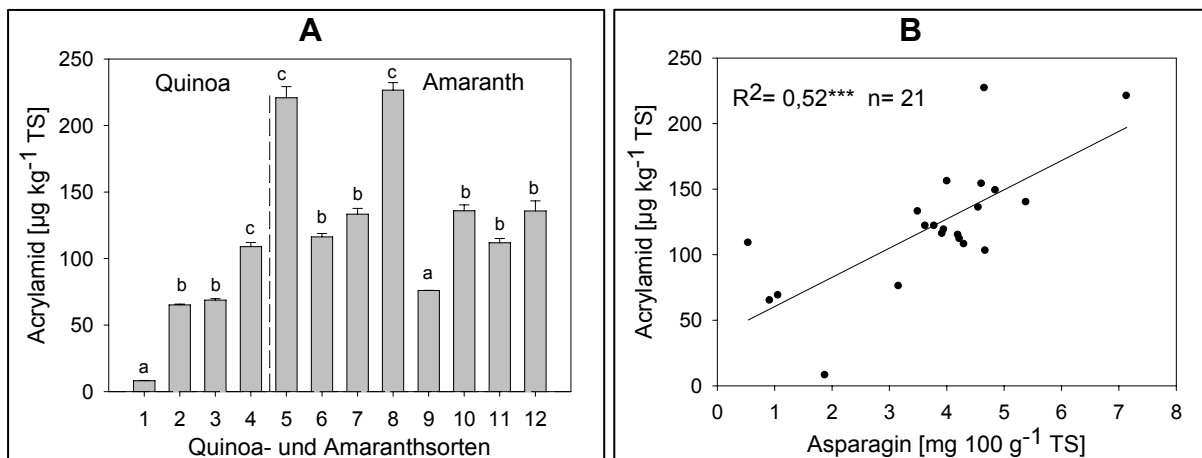 A
Acrylamid [µg kg⁻¹ TS]
250
200
150
100
50
0
Quinoa
Amaranth
a
b
b
c
c
b
b
c
a
b
b
b
1 2 3 4 5 6 7 8 9 10 11 12
Quinoa- und Amaranthsorten
B
Acrylamid [µg kg⁻¹ TS]
250
200
150
100
50
0
R²= 0,52*** n= 21
0 1 2 3 4 5 6 7 8
Asparagin [mg 100 g⁻¹ TS]